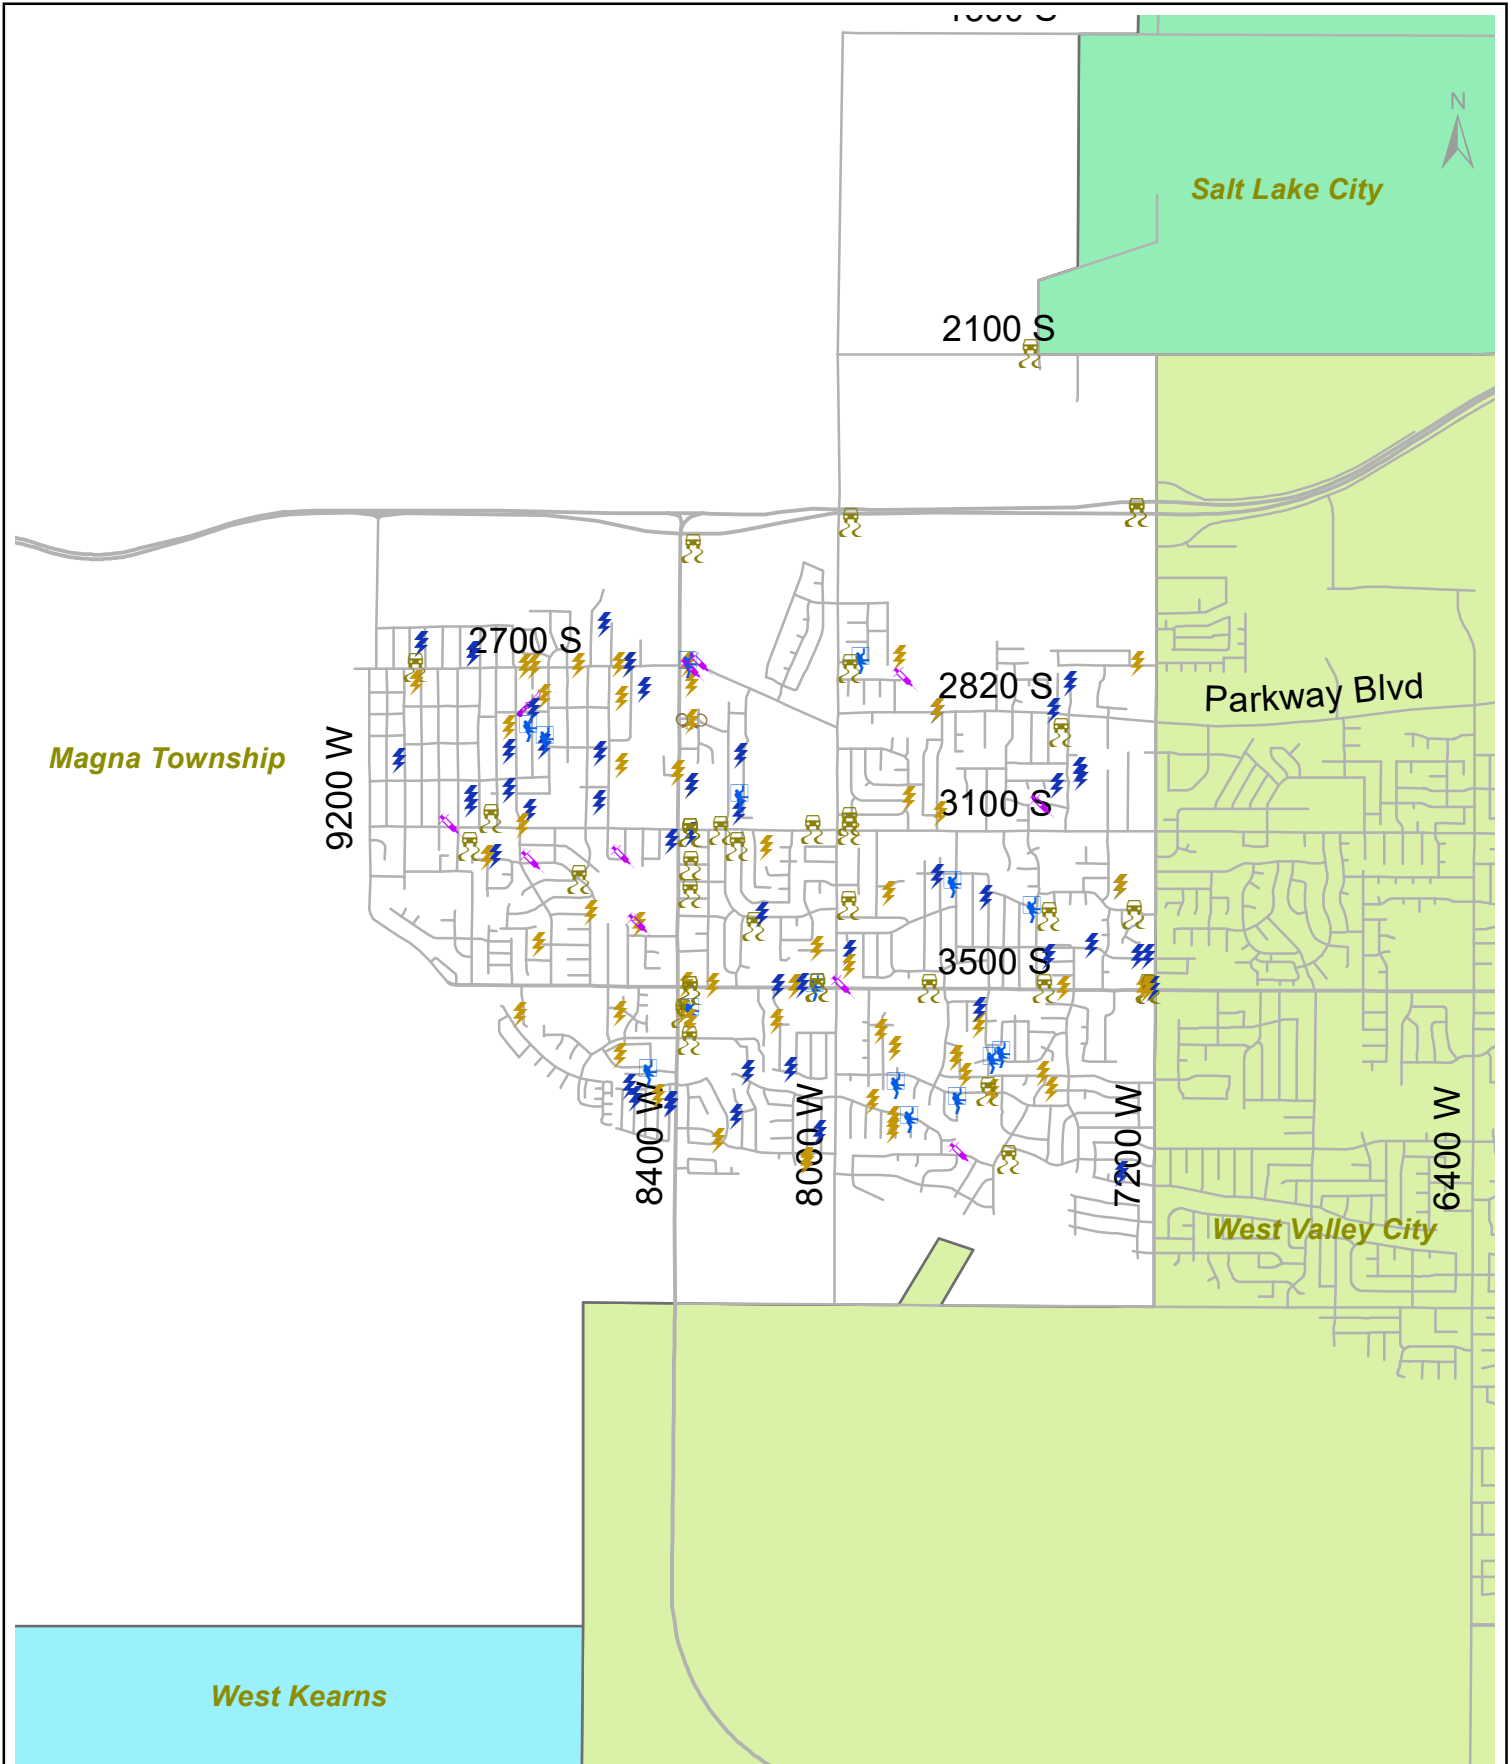 N
Salt Lake City
2100 S
2700 S
2820 S
Parkway Blvd
Magna Township
9200 W
3100 S
3500 S
8400 W
8000 W
7200 W
6400 W
West Valley City
West Kearns